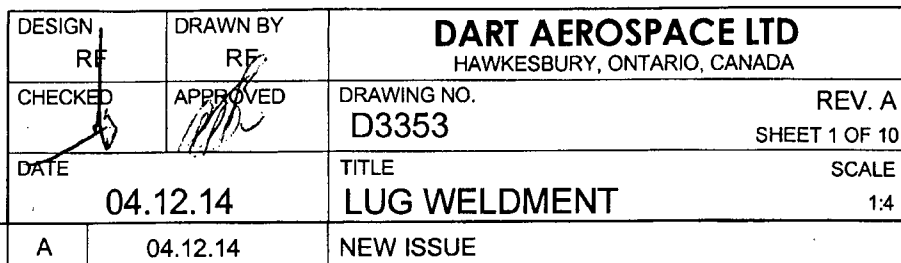 DESIGN
RF
DRAWN BY
RF
DART AEROSPACE LTD
HAWKESBURY, ONTARIO, CANADA
CHECKED
APPROVED
DRAWING NO.
D3353
REV. A
SHEET 1 OF 10
DATE
04.12.14
TITLE
LUG WELDMENT
SCALE
1:4
A 04.12.14 NEW ISSUE